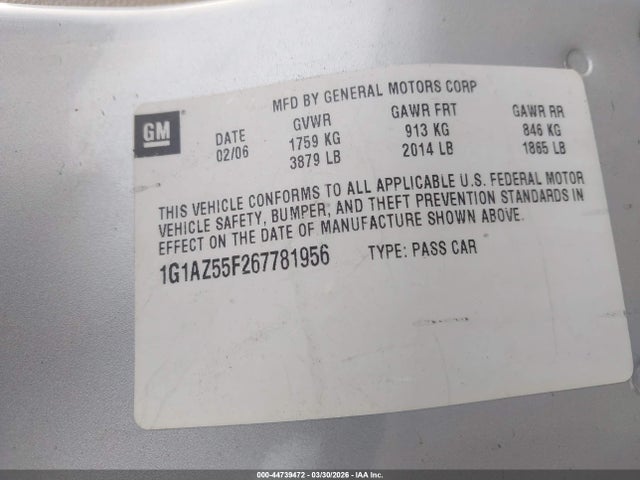 MFD BY GENERAL MOTORS CORP
GM
DATE GVWR GAWR FRT GAWR RR
02/06 1759 KG 913 KG 846 KG
3879 LB 2014 LB 1865 LB
THIS VEHICLE CONFORMS TO ALL APPLICABLE U.S. FEDERAL MOTOR
VEHICLE SAFETY, BUMPER, AND THEFT PREVENTION STANDARDS IN
EFFECT ON THE DATE OF MANUFACTURE SHOWN ABOVE.
1G1AZ55F267781956 TYPE: PASS CAR
000-44739472 | 03/30/2026 | IAA Inc.